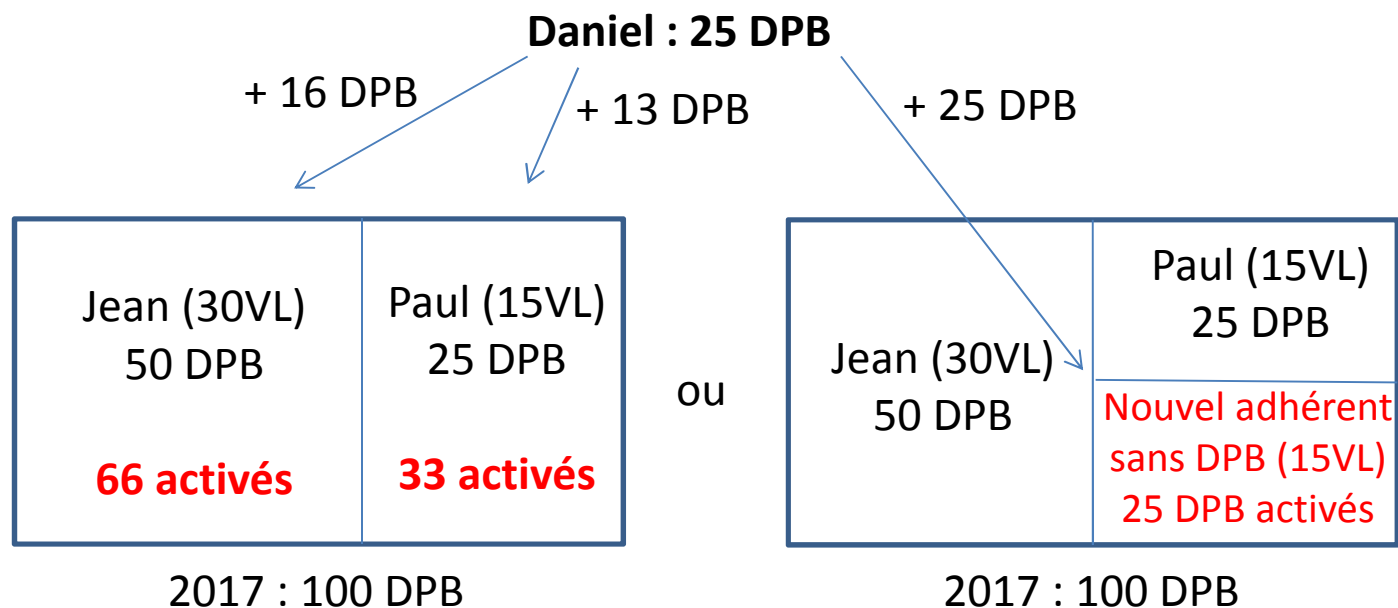 Daniel : 25 DPB
+ 16 DPB
+ 13 DPB
+ 25 DPB
Jean (30VL)
50 DPB
66 activés
Paul (15VL)
25 DPB
33 activés
2017 : 100 DPB
ou
Jean (30VL)
50 DPB
Paul (15VL)
25 DPB
Nouvel adhérent
sans DPB (15VL)
25 DPB activés
2017 : 100 DPB